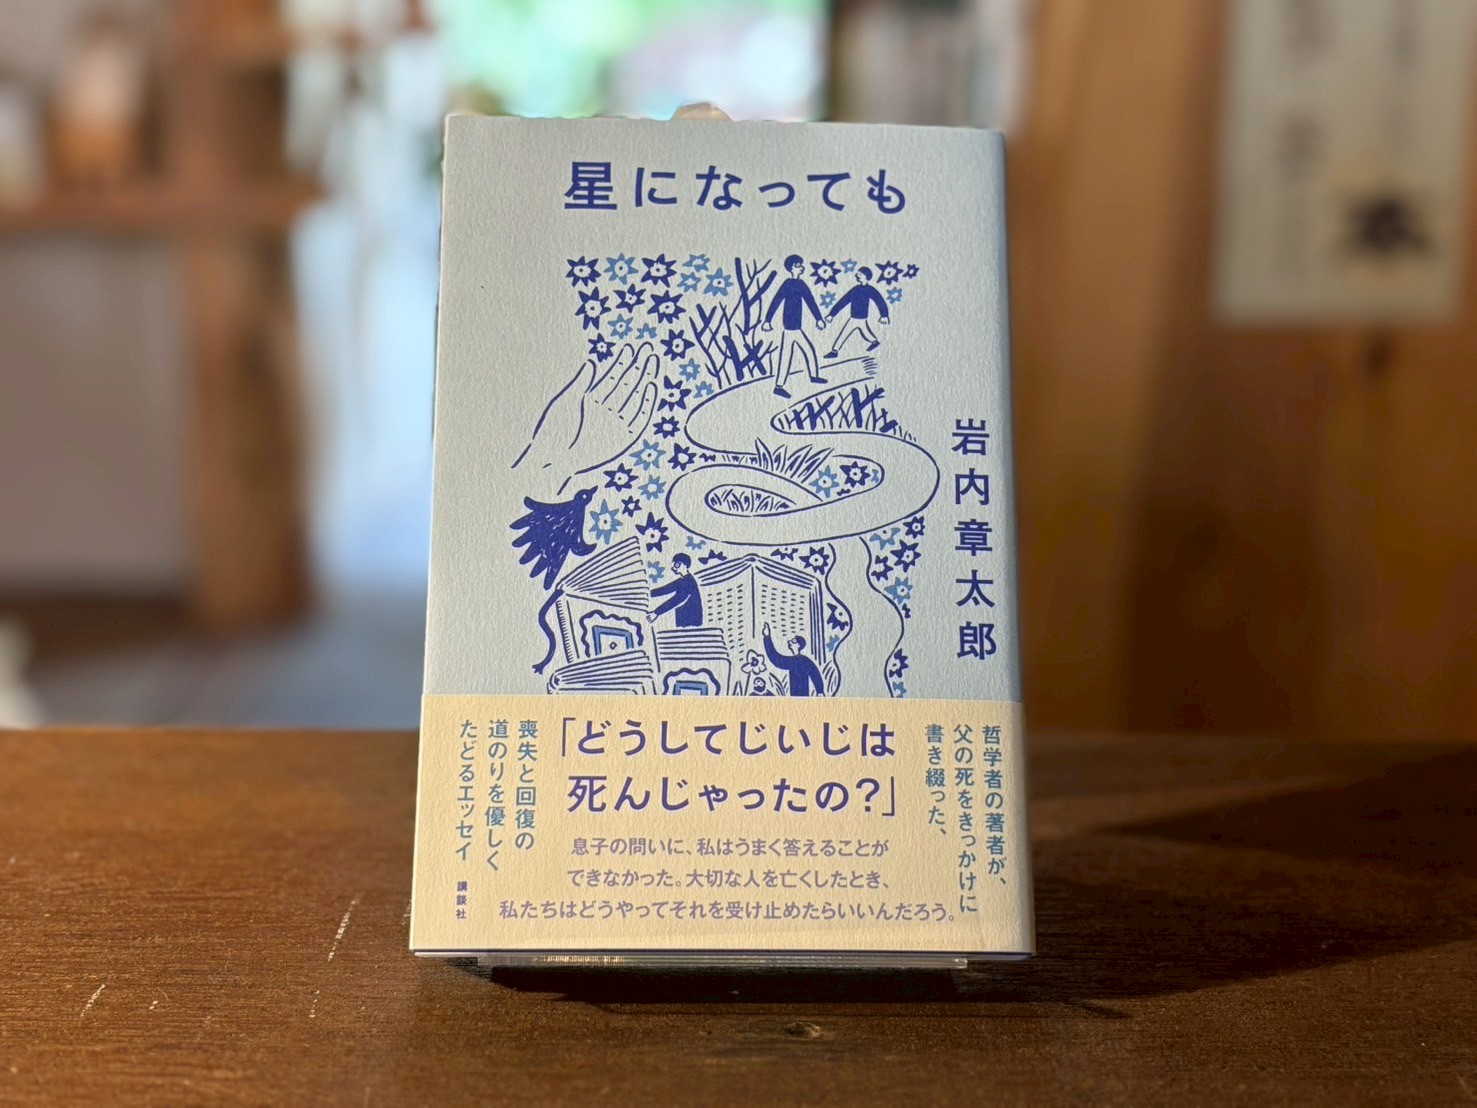 星になっても
岩内章太郎
哲学者の著者が、
父の死をきっかけに
書き綴った、
「どうしてじいじは
死んじゃったの?」
息子の問いに、私はうまく答えることが
できなかった。大切な人を亡くしたとき、
私たちはどうやってそれを受け止めたらいいんだろう。
喪失と回復の
道のりを優しく
たどるエッセイ
講談社